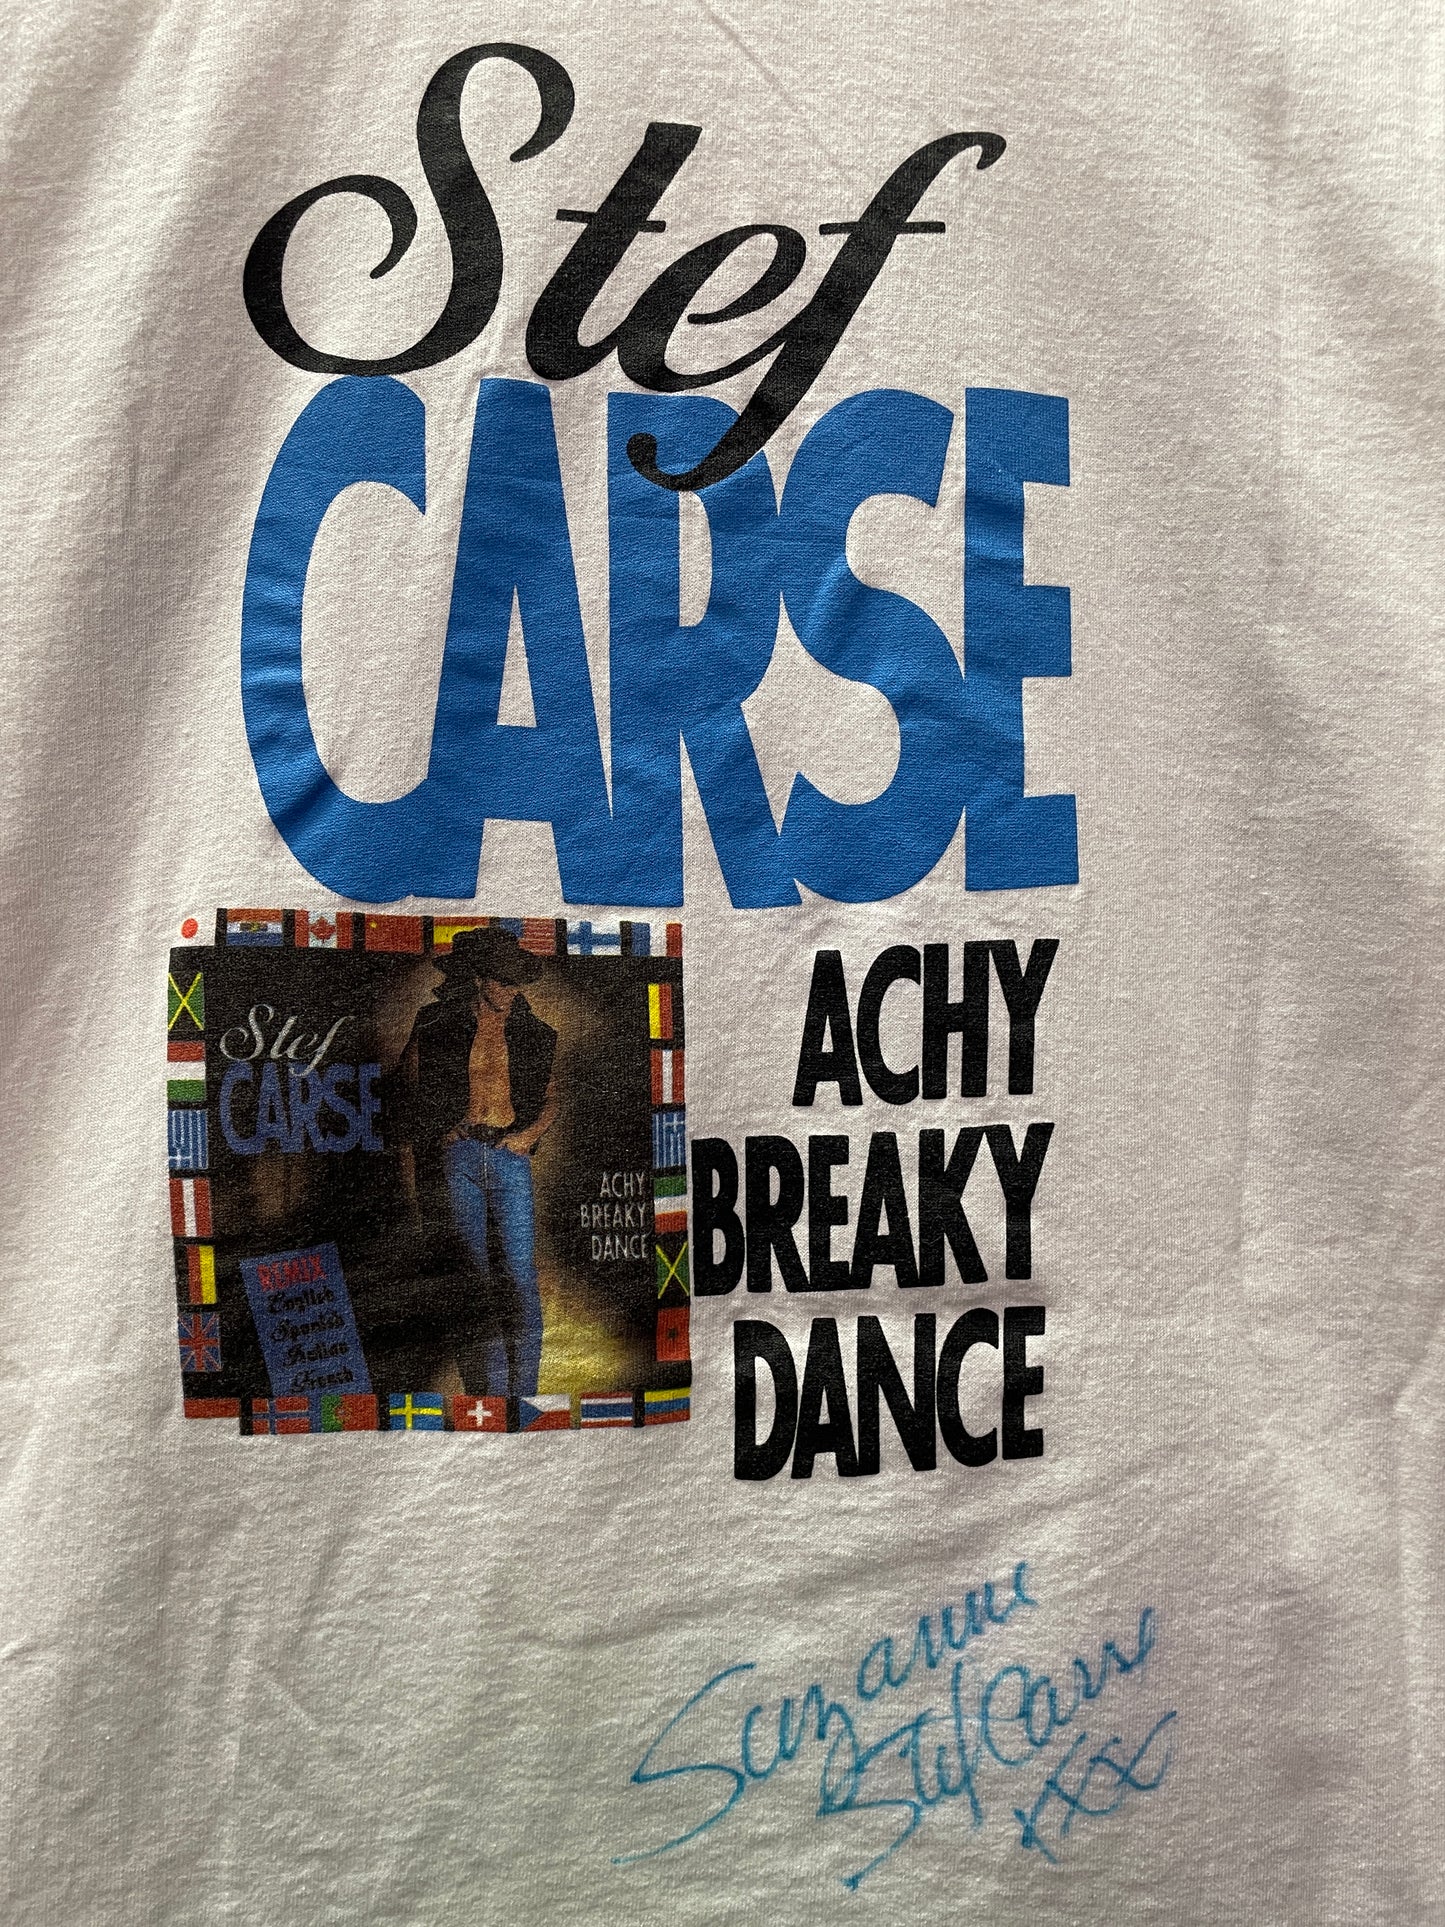 Stef
CARSE
Stef
CARSE
ACHY
BREAKY
DANCE
REMIX
English
Spanish
Italian
French
ACHY
BREAKY
DANCE
Suzanne
Stef Carse
xxx